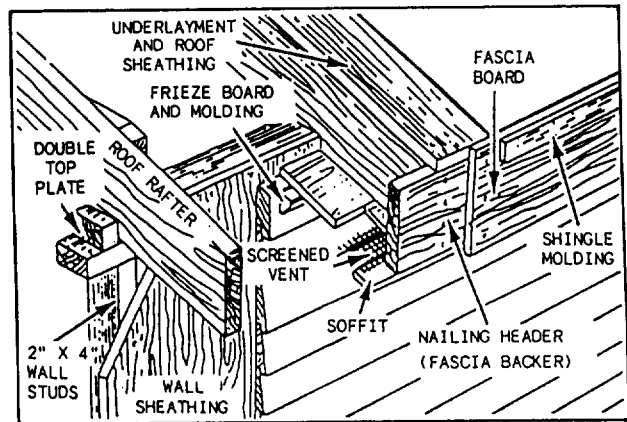 UNDERLAYMENT
AND ROOF
SHEATHING
FRIEZE BOARD
AND MOLDING
FASCIA
BOARD
DOUBLE
TOP
PLATE
ROOF RAFTER
SCREENED
VENT
SHINGLE
MOLDING
SOFFIT
2" X 4"
WALL
STUDS
WALL
SHEATHING
NAILING HEADER
(FASCIA BACKER)